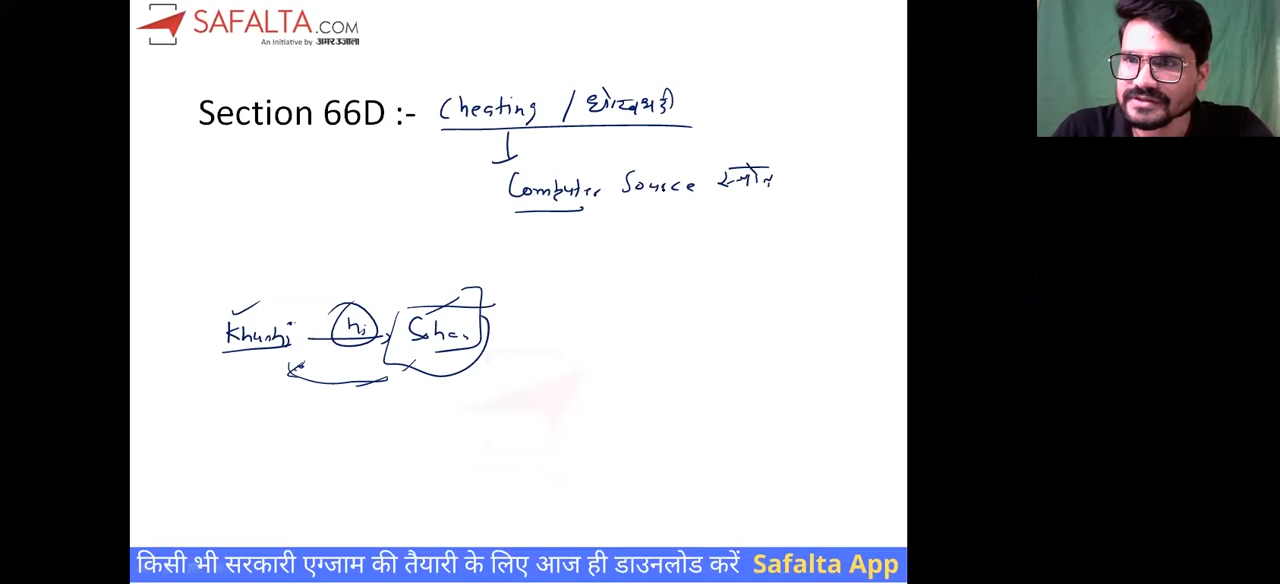 SAFALTA.COM
An Initiative by अमर उजाला
Section 66D :- Cheating / धोखाधड़ी
Computer Source स्त्रोत
Khushi hi Sohan
किसी भी सरकारी एग्जाम की तैयारी के लिए आज ही डाउनलोड करें Safalta App